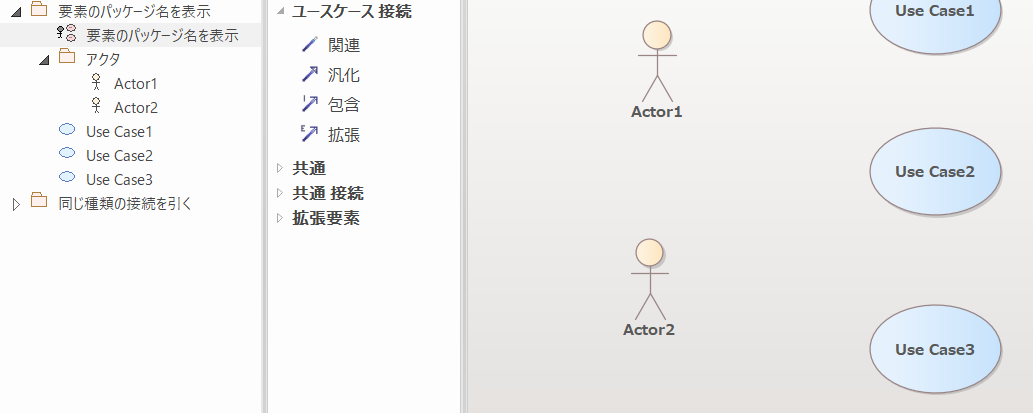 要素のパッケージ名を表示
要素のパッケージ名を表示
アクタ
Actor1
Actor2
Use Case1
Use Case2
Use Case3
同じ種類の接続を引く
ユースケース 接続
関連
汎化
包含
拡張
共通
共通 接続
拡張要素
Use Case1
Actor1
Use Case2
Actor2
Use Case3